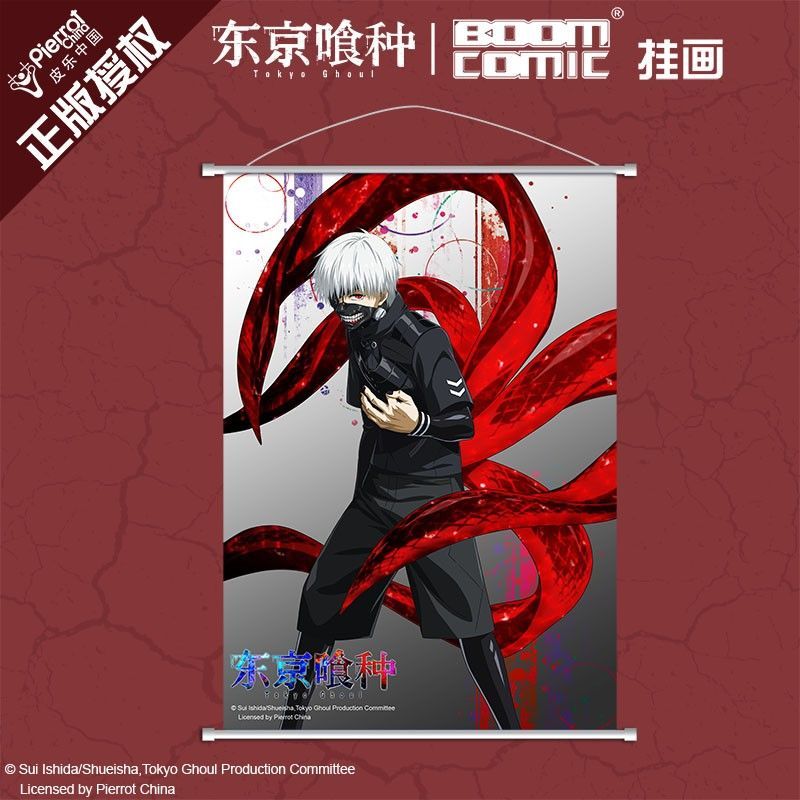 Pierrot
China
皮乐中国
正版授权
东京喰种
Tokyo Ghoul
BOOM
COMIC®
挂画
东京喰种
Tokyo Ghoul
© Sui Ishida/Shueisha,Tokyo Ghoul Production Committee
Licensed by Pierrot China
© Sui Ishida/Shueisha,Tokyo Ghoul Production Committee
Licensed by Pierrot China